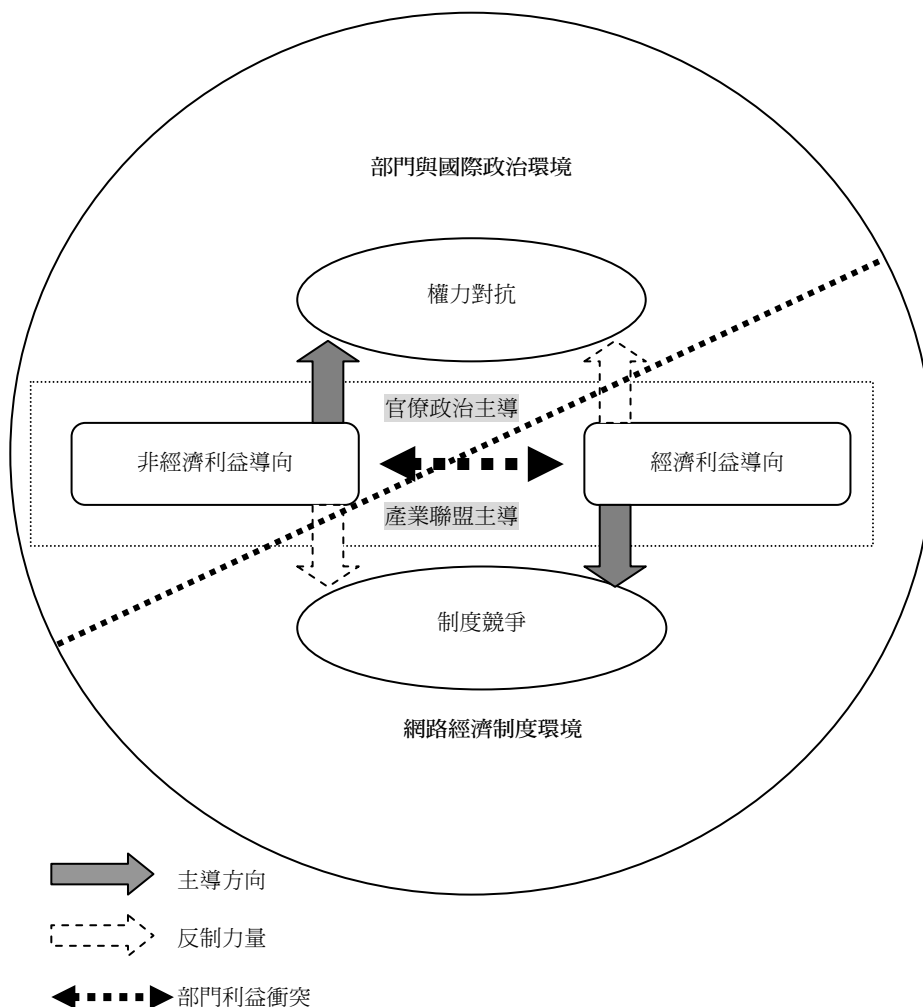 部門與國際政治環境
權力對抗
官僚政治主導
非經濟利益導向
經濟利益導向
產業聯盟主導
制度競爭
網路經濟制度環境
主導方向
反制力量
部門利益衝突